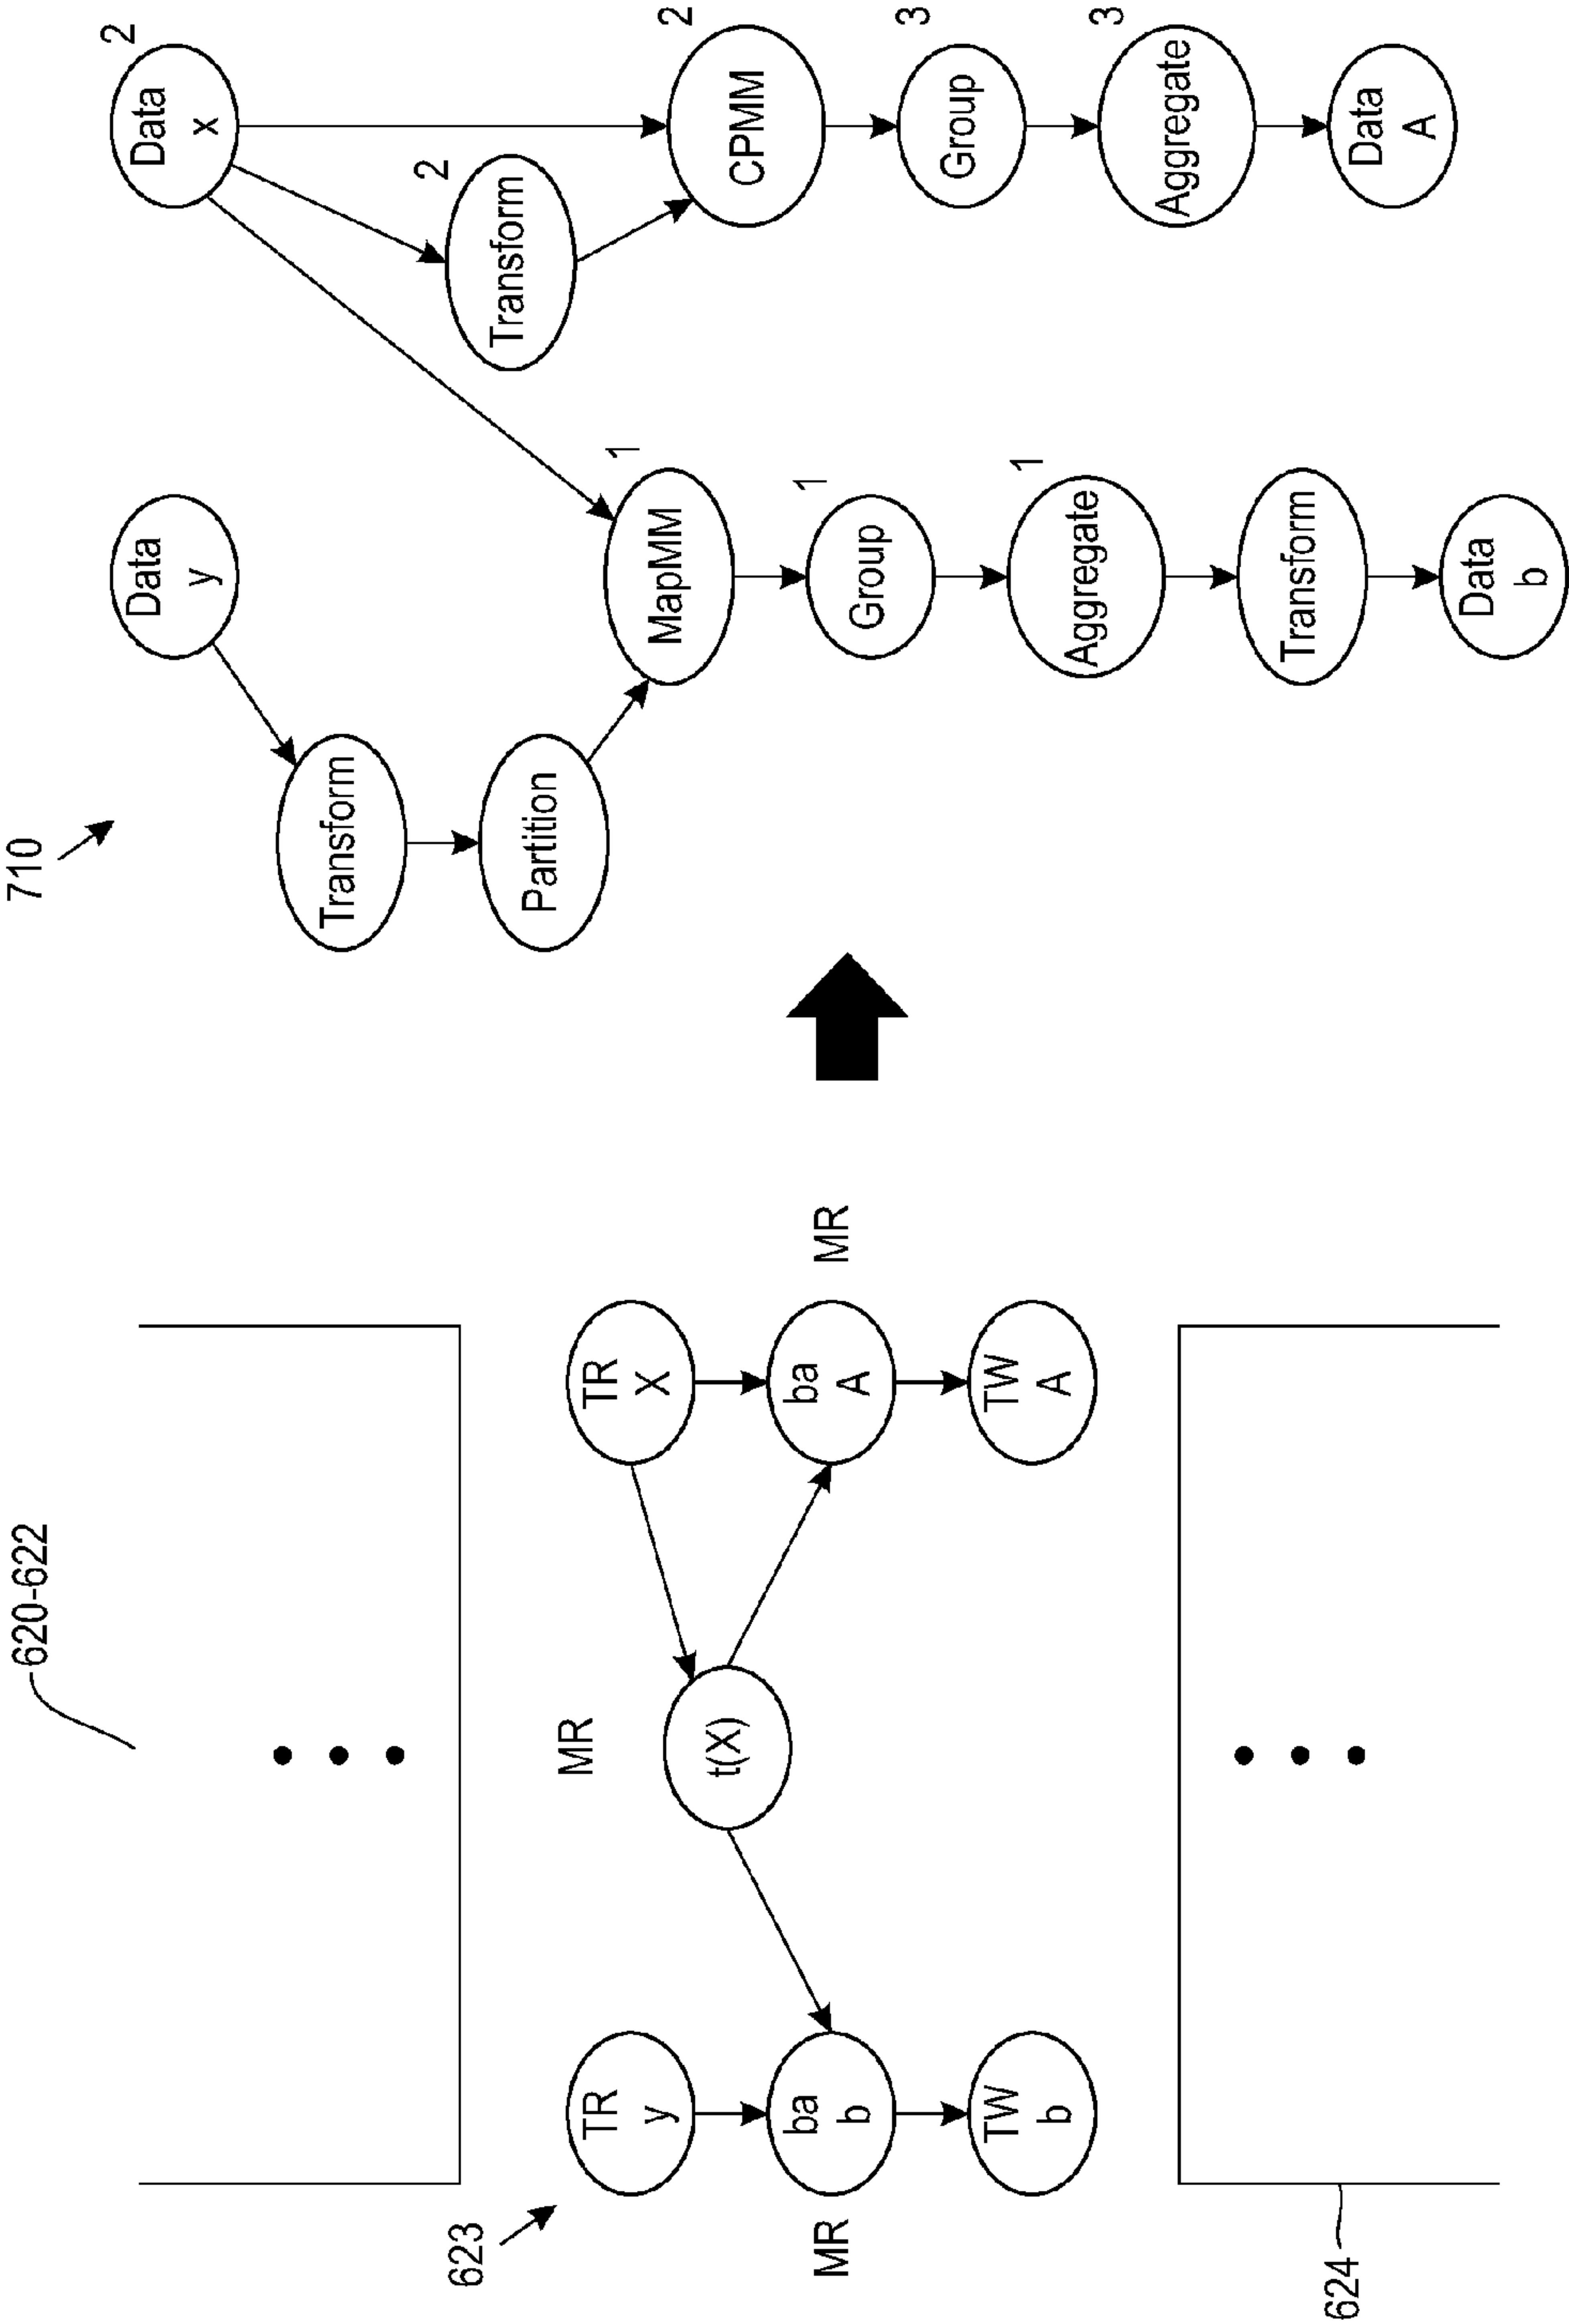 620-622
623
TR
y
MR
ba
b
TW
b
MR
t(X)
TR
X
ba
A
MR
TW
A
624
710
Data
y
Transform
Partition
Data
x
2
Transform
2
MapMM
1
CPMM
2
Group
1
Group
3
Aggregate
1
Aggregate
3
Transform
Data
b
Data
A